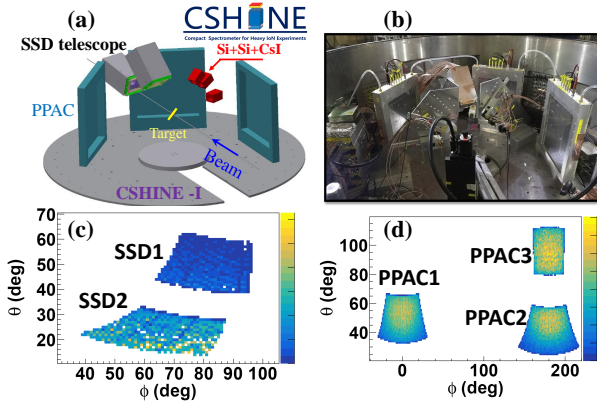 (a)
CSHINE
Compact Spectrometer for Heavy IoN Experiments
(b)
SSD telescope
Si+Si+CsI
PPAC
Target
Beam
CSHINE -I
(c)
70
60
50
40
30
20
θ (deg)
SSD1
SSD2
40 50 60 70 80 90 100
ϕ (deg)
(d)
100
80
60
40
θ (deg)
PPAC1
PPAC3
PPAC2
0 100 200
ϕ (deg)